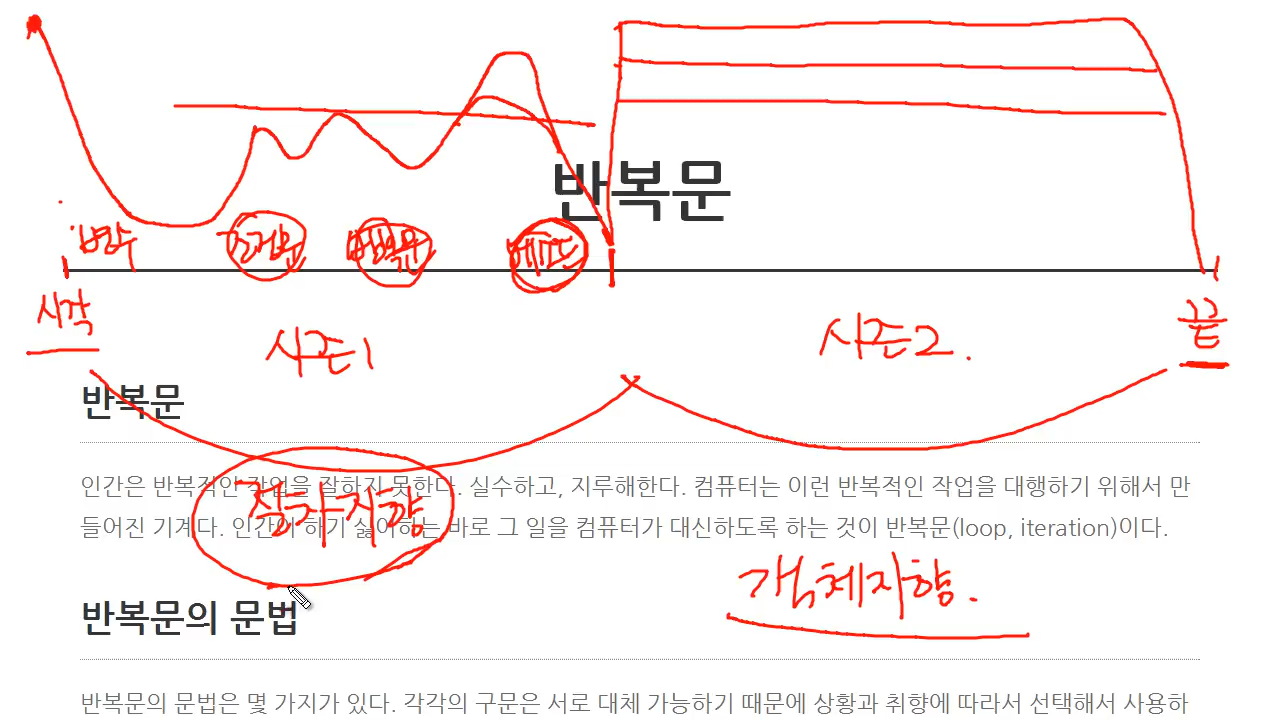 반복문
변수 조건문 반복문 메소드
시작 시즌1 시즌2. 끝
반복문
인간은 반복적인 작업을 잘하지 못한다. 실수하고, 지루해한다. 컴퓨터는 이런 반복적인 작업을 대행하기 위해서 만
들어진 기계다. 인간이 하기 싫어하는 바로 그 일을 컴퓨터가 대신하도록 하는 것이 반복문(loop, iteration)이다.
절차지향
객체지향.
반복문의 문법
반복문의 문법은 몇 가지가 있다. 각각의 구문은 서로 대체 가능하기 때문에 상황과 취향에 따라서 선택해서 사용하